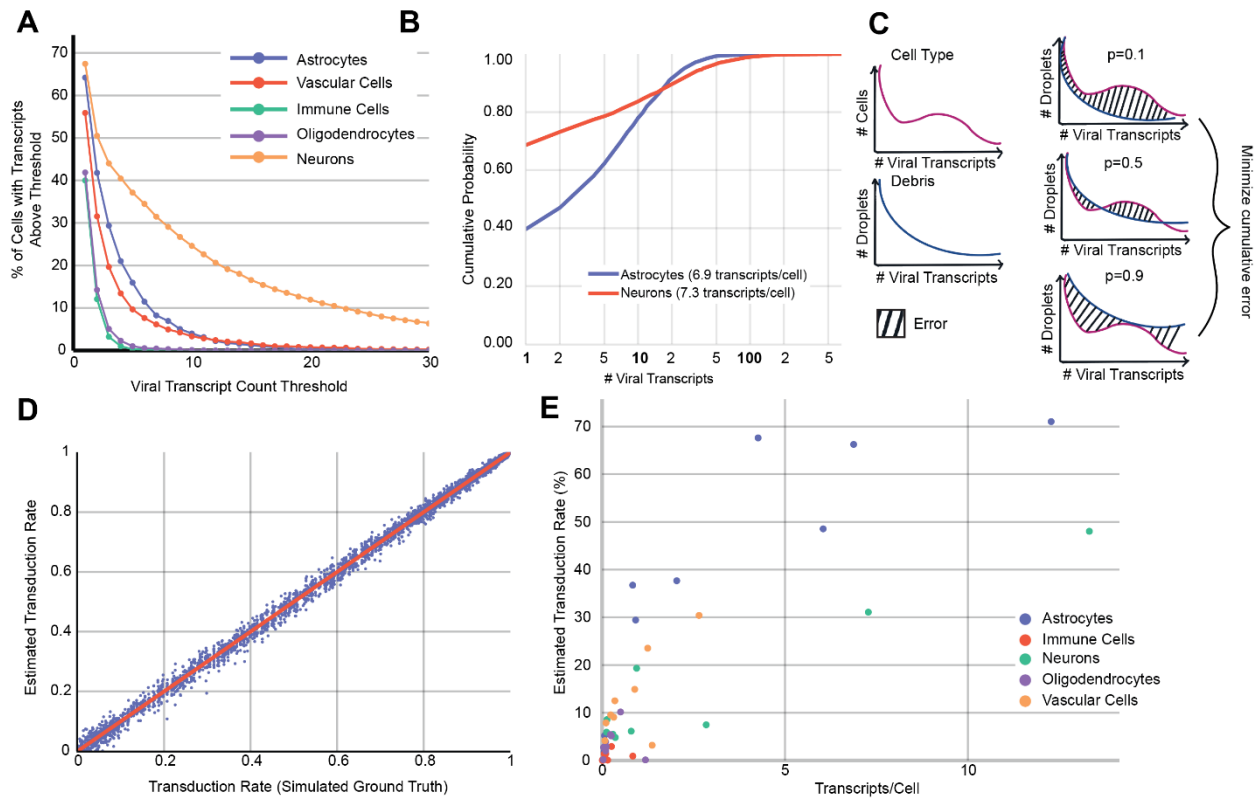 A
% of Cells with Transcripts
Above Threshold
70
60
50
40
30
20
10
0
0
10
20
30
Viral Transcript Count Threshold
Astrocytes
Vascular Cells
Immune Cells
Oligodendrocytes
Neurons
B
Cumulative Probability
1.00
0.80
0.60
0.40
0.20
0.00
1
2
5
10
2
5
100
2
5
# Viral Transcripts
Astrocytes (6.9 transcripts/cell)
Neurons (7.3 transcripts/cell)
C
Cell Type
# Cells
# Viral Transcripts
Debris
# Droplets
# Viral Transcripts
Error
p=0.1
# Droplets
# Viral Transcripts
p=0.5
# Droplets
# Viral Transcripts
p=0.9
# Droplets
# Viral Transcripts
Minimize cumulative error
D
Estimated Transduction Rate
1
0.8
0.6
0.4
0.2
0
0
0.2
0.4
0.6
0.8
1
Transduction Rate (Simulated Ground Truth)
E
Estimated Transduction Rate (%)
70
60
50
40
30
20
10
0
0
5
10
Transcripts/Cell
Astrocytes
Immune Cells
Neurons
Oligodendrocytes
Vascular Cells